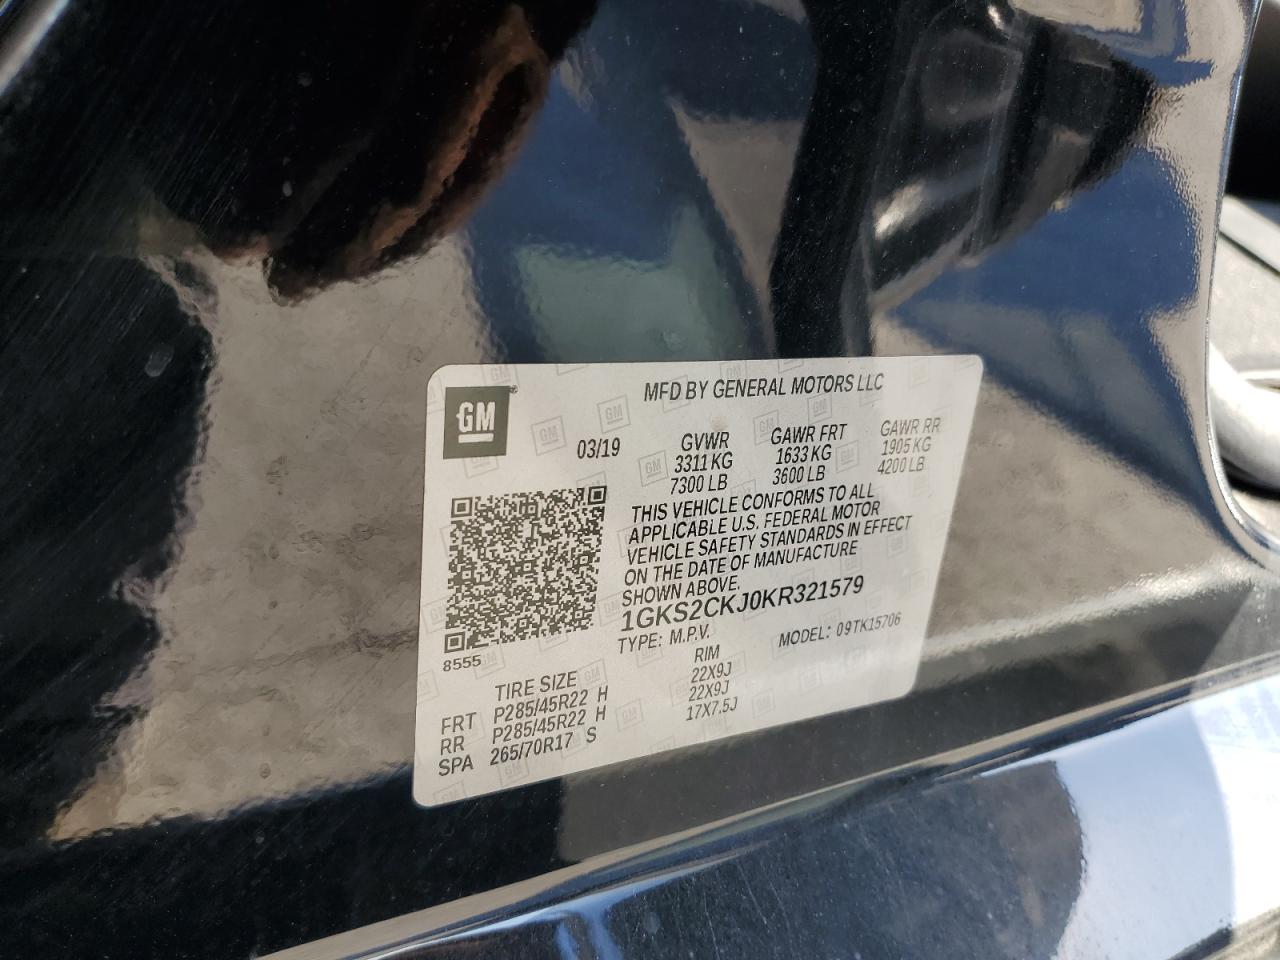 GM
MFD BY GENERAL MOTORS LLC
03/19
GVWR GAWR FRT GAWR RR
3311 KG 1633 KG 1905 KG
7300 LB 3600 LB 4200 LB
THIS VEHICLE CONFORMS TO ALL
APPLICABLE U.S. FEDERAL MOTOR
VEHICLE SAFETY STANDARDS IN EFFECT
ON THE DATE OF MANUFACTURE
SHOWN ABOVE.
1GKS2CKJ0KR321579
TYPE: M.P.V. MODEL: 09TK15706
8555
TIRE SIZE RIM
FRT P285/45R22 H 22X9J
RR P285/45R22 H 22X9J
SPA 265/70R17 S 17X7.5J